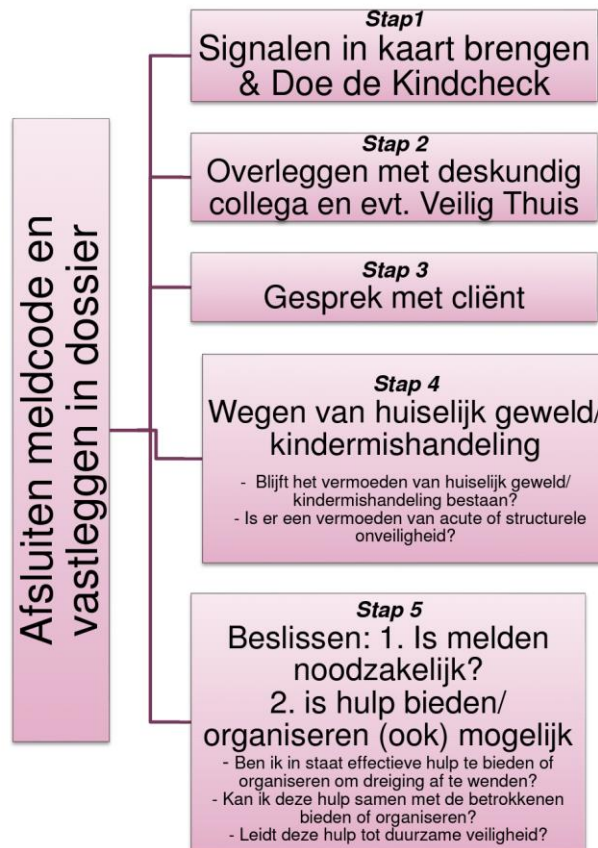 Afsluiten meldcode en
vastleggen in dossier
Stap1
Signalen in kaart brengen
& Doe de Kindcheck
Stap 2
Overleggen met deskundig
collega en evt. Veilig Thuis
Stap 3
Gesprek met cliënt
Stap 4
Wegen van huiselijk geweld/
kindermishandeling
- Blijft het vermoeden van huiselijk geweld/
kindermishandeling bestaan?
- Is er een vermoeden van acute of structurele
onveiligheid?
Stap 5
Beslissen: 1. Is melden
noodzakelijk?
2. is hulp bieden/
organiseren (ook) mogelijk
- Ben ik in staat effectieve hulp te bieden of
organiseren om dreiging af te wenden?
- Kan ik deze hulp samen met de betrokkenen
bieden of organiseren?
- Leidt deze hulp tot duurzame veiligheid?